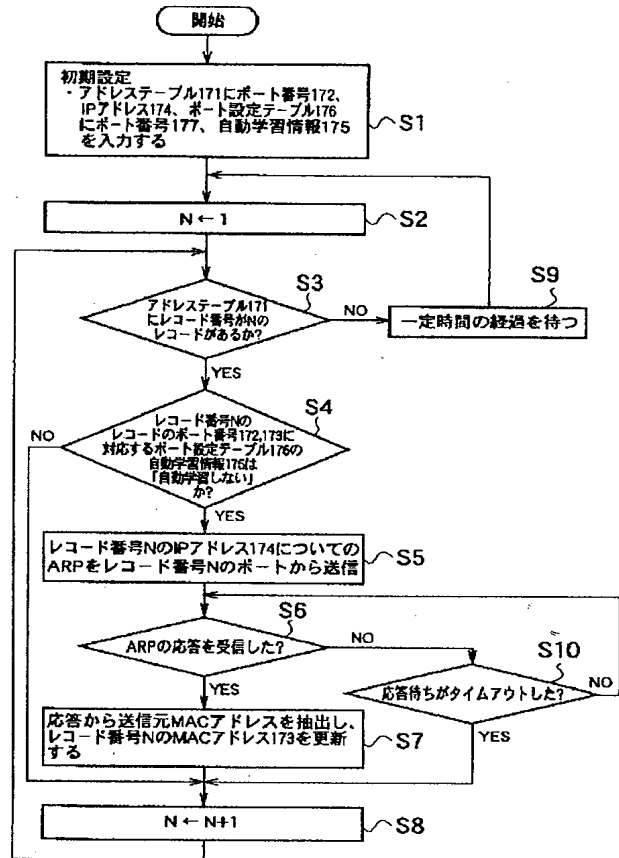 開始
初期設定
・アドレステーブル171にポート番号172、
IPアドレス174、ポート設定テーブル176
にポート番号177、自動学習情報175
を入力する
S1
N ← 1
S2
アドレステーブル171
にレコード番号がNの
レコードがあるか?
S3
NO
S9
一定時間の経過を待つ
YES
S4
レコード番号Nの
レコードのポート番号172,173に
対応するポート設定テーブル176の
自動学習情報175は
「自動学習しない」
か?
NO
YES
レコード番号NのIPアドレス174についての
ARPをレコード番号Nのポートから送信
S5
S6
ARPの応答を受信した?
NO
S10
応答待ちがタイムアウトした?
NO
YES
YES
応答から送信元MACアドレスを抽出し、
レコード番号NのMACアドレス173を更新
する
S7
N ← N+1
S8